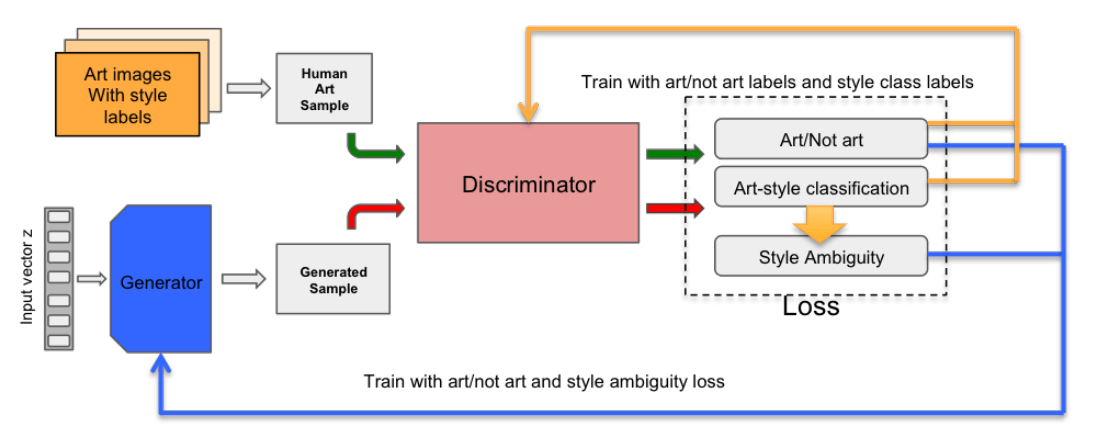 Art images
With style
labels
Human
Art
Sample
Train with art/not art labels and style class labels
Art/Not art
Discriminator
Art-style classification
Input vector z
Generator
Generated
Sample
Style Ambiguity
Loss
Train with art/not art and style ambiguity loss